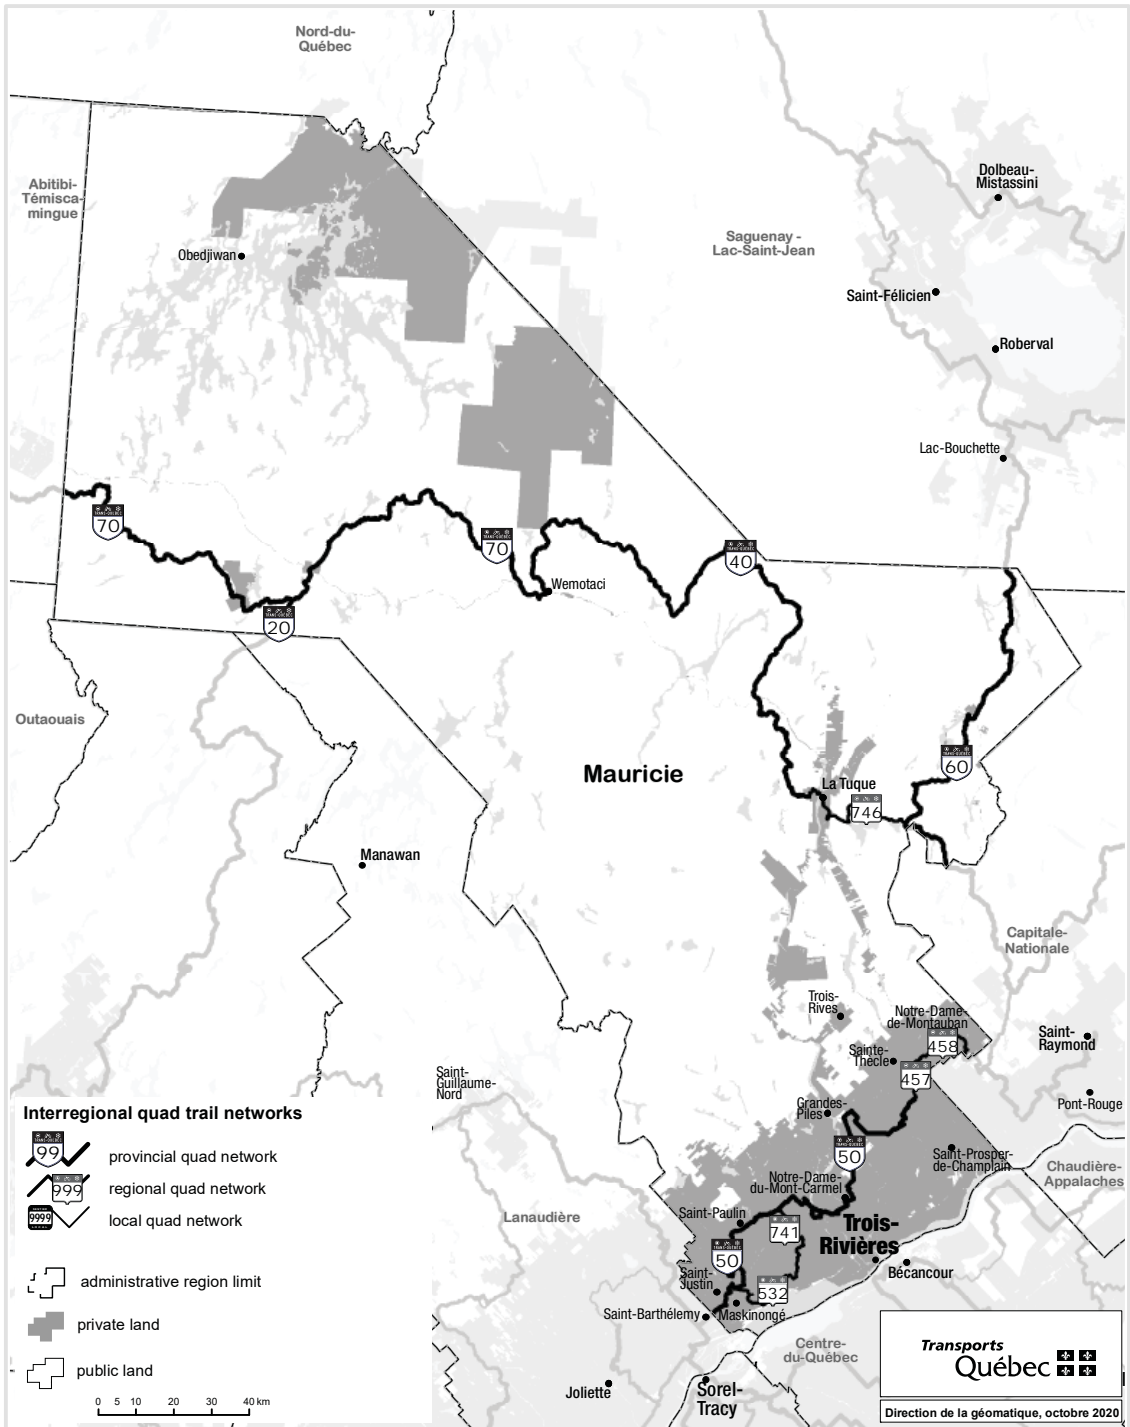 Nord-du-
Québec
Abitibi-
Témisca-
mingue
Dolbeau-
Mistassini
Saguenay -
Lac-Saint-Jean
Obedjiwan
Saint-Félicien
Roberval
Lac-Bouchette
70
70
40
Wemotaci
20
Outaouais
Mauricie
60
La Tuque
746
Manawan
Capitale-
Nationale
Trois-
Rives
Notre-Dame-
de-Montauban
Saint-
Raymond
458
Sainte-
Thècle
457
Saint-
Guillaume-
Nord
Pont-Rouge
Grandes-
Piles
50
Saint-Prosper-
de-Champlain
Chaudière-
Appalaches
Notre-Dame-
du-Mont-Carmel
Lanaudière
Saint-Paulin
741
Trois-
Rivières
50
Bécancour
Saint-
Justin
532
Saint-Barthélemy
Maskinongé
Centre-
du-Québec
Joliette
Sorel-
Tracy
Interregional quad trail networks
99
provincial quad network
999
regional quad network
9999
local quad network
administrative region limit
private land
public land
0 5 10 20 30 40 km
Transports
Québec
Direction de la géomatique, octobre 2020